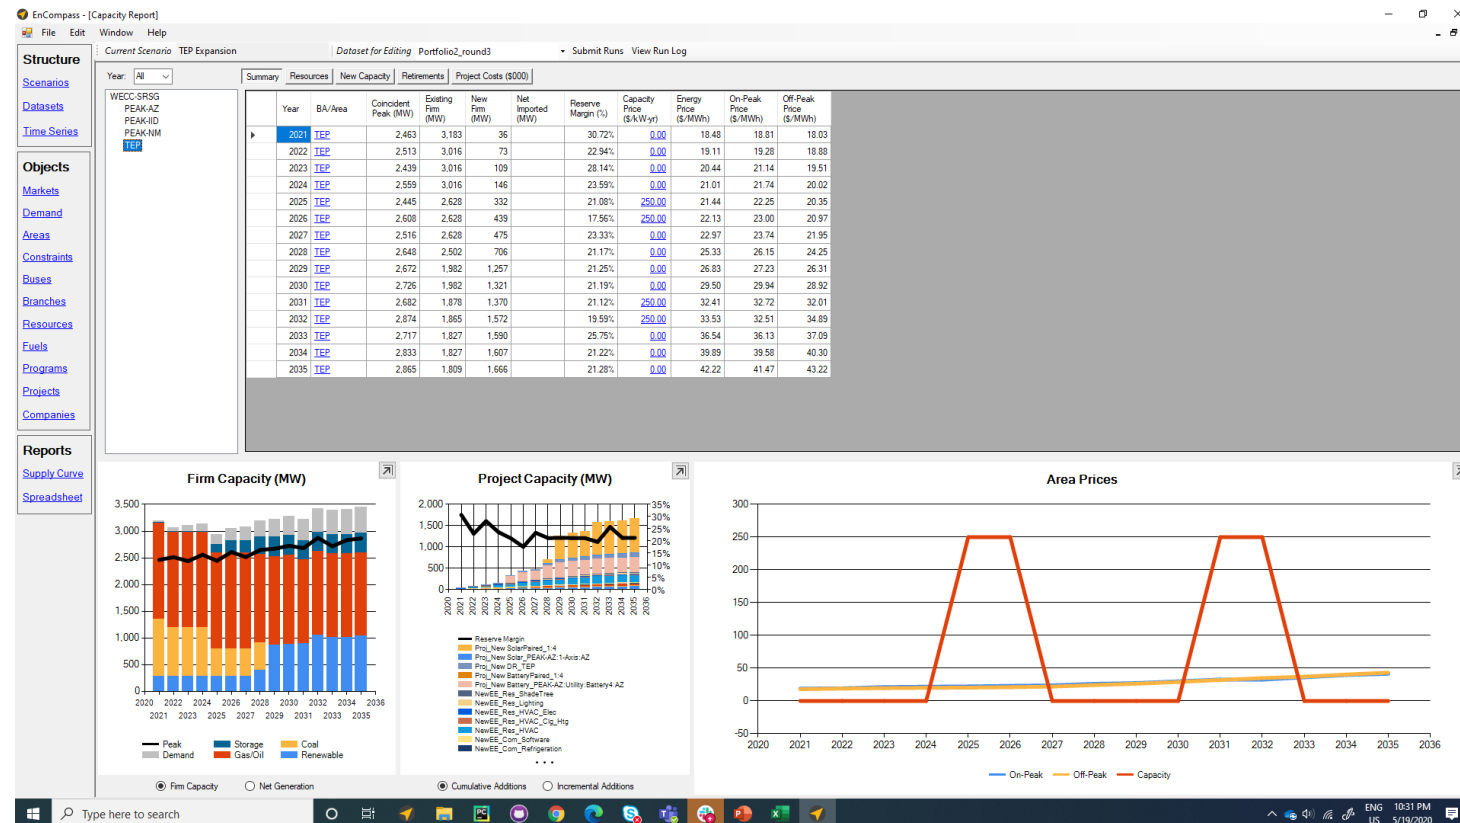 EnCompass - [Capacity Report]
File Edit Window Help
Structure
Scenarios
Datasets
Time Series
Objects
Markets
Demand
Areas
Constraints
Buses
Branches
Resources
Fuels
Programs
Projects
Companies
Reports
Supply Curve
Spreadsheet
Current Scenario TEP Expansion Dataset for Editing Portfolio2_round3 Submit Runs View Run Log
Year: All
WECC-SRSG
PEAK-AZ
PEAK-IID
PEAK-NM
TEP
Summary Resources New Capacity Retirements Project Costs ($000)
Year BA/Area Coincident Peak (MW) Existing Firm (MW) New Firm (MW) Net Imported (MW) Reserve Margin (%) Capacity Price ($/kW-yr) Energy Price ($/MWh) On-Peak Price ($/MWh) Off-Peak Price ($/MWh)
2021 TEP 2,463 3,183 36 30.72% 0.00 18.48 18.81 18.03
2022 TEP 2,513 3,016 73 22.94% 0.00 19.11 19.28 18.88
2023 TEP 2,439 3,016 109 28.14% 0.00 20.44 21.14 19.51
2024 TEP 2,559 3,016 146 23.59% 0.00 21.01 21.74 20.02
2025 TEP 2,445 2,628 332 21.08% 250.00 21.44 22.25 20.35
2026 TEP 2,608 2,628 439 17.56% 250.00 22.13 23.00 20.97
2027 TEP 2,516 2,628 475 23.33% 0.00 22.97 23.74 21.95
2028 TEP 2,648 2,502 706 21.17% 0.00 25.33 26.15 24.25
2029 TEP 2,672 1,982 1,257 21.25% 0.00 26.83 27.23 26.31
2030 TEP 2,726 1,982 1,321 21.19% 0.00 29.50 29.94 28.92
2031 TEP 2,682 1,878 1,370 21.12% 250.00 32.41 32.72 32.01
2032 TEP 2,874 1,865 1,572 19.59% 250.00 33.53 32.51 34.89
2033 TEP 2,717 1,827 1,590 25.75% 0.00 36.54 36.13 37.09
2034 TEP 2,833 1,827 1,607 21.22% 0.00 39.89 39.58 40.30
2035 TEP 2,865 1,809 1,666 21.28% 0.00 42.22 41.47 43.22
Firm Capacity (MW)
3,500
3,000
2,500
2,000
1,500
1,000
500
0
2020 2022 2024 2026 2028 2030 2032 2034 2036
2021 2023 2025 2027 2029 2031 2033 2035
Peak Storage Coal
Demand Gas/Oil Renewable
Firm Capacity Net Generation
Project Capacity (MW)
2,000
1,500
1,000
500
0
35%
30%
25%
20%
15%
10%
5%
0%
2020 2021 2022 2023 2024 2025 2026 2027 2028 2029 2030 2031 2032 2033 2034 2035 2036
Reserve Margin
Proj_New SolarPaired_1:4
Proj_New Solar_PEAK-AZ:1-Axis:AZ
Proj_New DR_TEP
Proj_New BatteryPaired_1:4
Proj_New Battery_PEAK-AZ:Utility:Battery4:AZ
NewEE_Res_ShadeTree
NewEE_Res_Lighting
NewEE_Res_HVAC_Elec
NewEE_Res_HVAC_Clg_Htg
NewEE_Res_HVAC
NewEE_Com_Software
NewEE_Com_Refrigeration
...
Cumulative Additions Incremental Additions
Area Prices
300
250
200
150
100
50
0
-50
2020 2021 2022 2023 2024 2025 2026 2027 2028 2029 2030 2031 2032 2033 2034 2035 2036
On-Peak Off-Peak Capacity
Type here to search
ENG 10:31 PM
US 5/19/2020